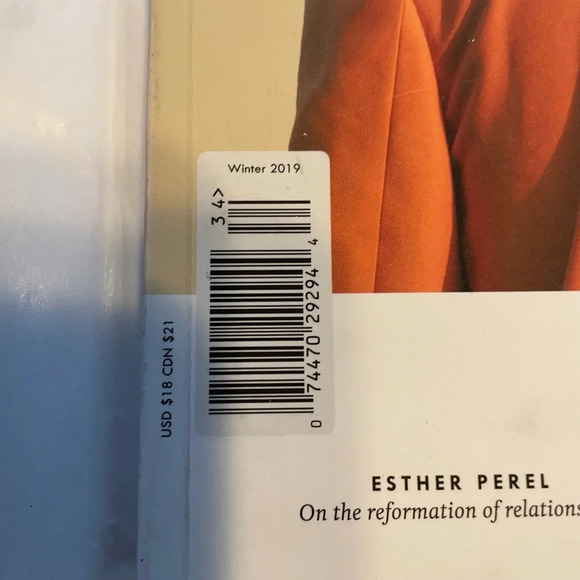 Winter 2019
3 4>
0 74470 29294 4
USD $18 CDN $21
ESTHER PEREL
On the reformation of relations